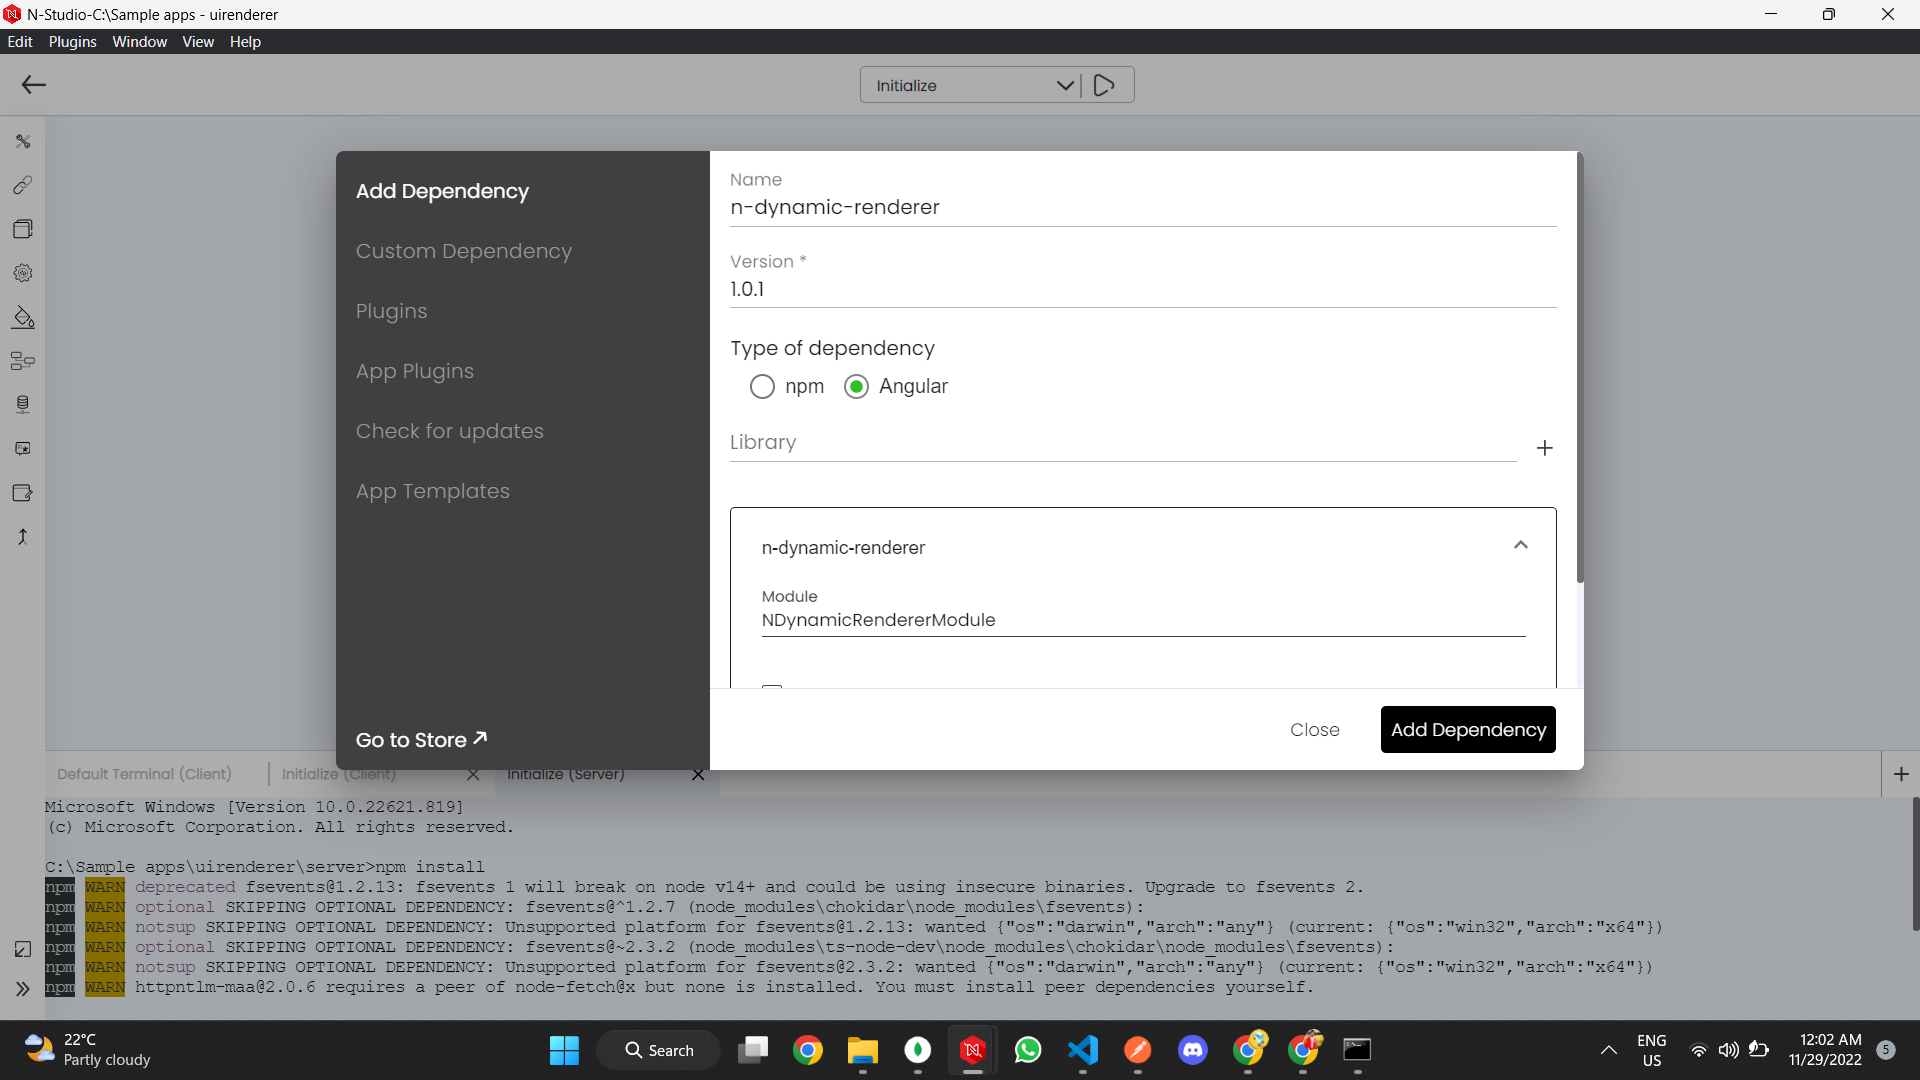 N-Studio-C:\Sample apps - uirenderer
Edit Plugins Window View Help
Initialize
Add Dependency
Custom Dependency
Plugins
App Plugins
Check for updates
App Templates
Go to Store
Name
n-dynamic-renderer
Version *
1.0.1
Type of dependency
npm Angular
Library
n-dynamic-renderer
Module
NDynamicRendererModule
Close Add Dependency
Default Terminal (Client) Initialize (Client) Initialize (Server)
Microsoft Windows [Version 10.0.22621.819]
(c) Microsoft Corporation. All rights reserved.
C:\Sample apps\uirenderer\server>npm install
npm WARN deprecated fsevents@1.2.13: fsevents 1 will break on node v14+ and could be using insecure binaries. Upgrade to fsevents 2.
npm WARN optional SKIPPING OPTIONAL DEPENDENCY: fsevents@^1.2.7 (node_modules\chokidar\node_modules\fsevents):
npm WARN notsup SKIPPING OPTIONAL DEPENDENCY: Unsupported platform for fsevents@1.2.13: wanted {"os":"darwin","arch":"any"} (current: {"os":"win32","arch":"x64"})
npm WARN optional SKIPPING OPTIONAL DEPENDENCY: fsevents@~2.3.2 (node_modules\ts-node-dev\node_modules\chokidar\node_modules\fsevents):
npm WARN notsup SKIPPING OPTIONAL DEPENDENCY: Unsupported platform for fsevents@2.3.2: wanted {"os":"darwin","arch":"any"} (current: {"os":"win32","arch":"x64"})
npm WARN httpntlm-maa@2.0.6 requires a peer of node-fetch@x but none is installed. You must install peer dependencies yourself.
22°C
Partly cloudy
Search
ENG
US
12:02 AM
11/29/2022
5